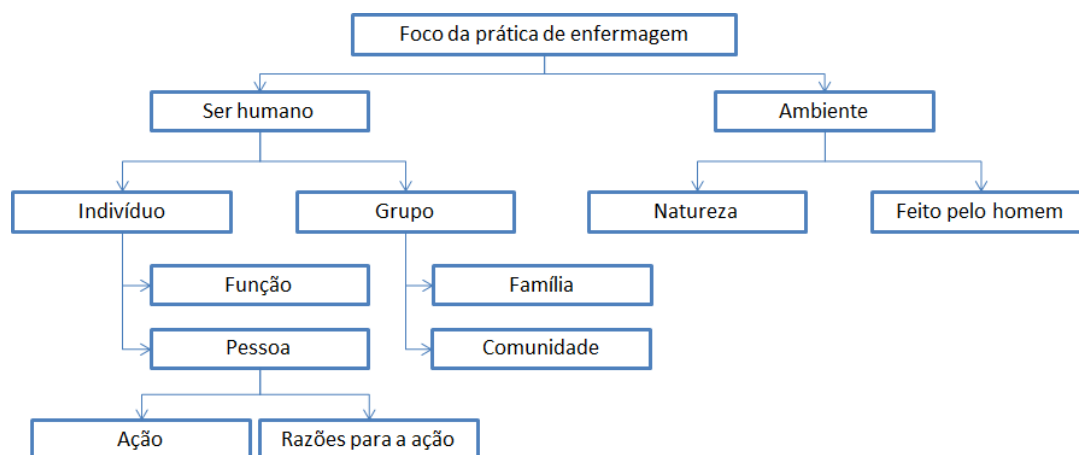 Foco da prática de enfermagem
Ser humano
Ambiente
Indivíduo
Grupo
Natureza
Feito pelo homem
Função
Família
Pessoa
Comunidade
Ação
Razões para a ação